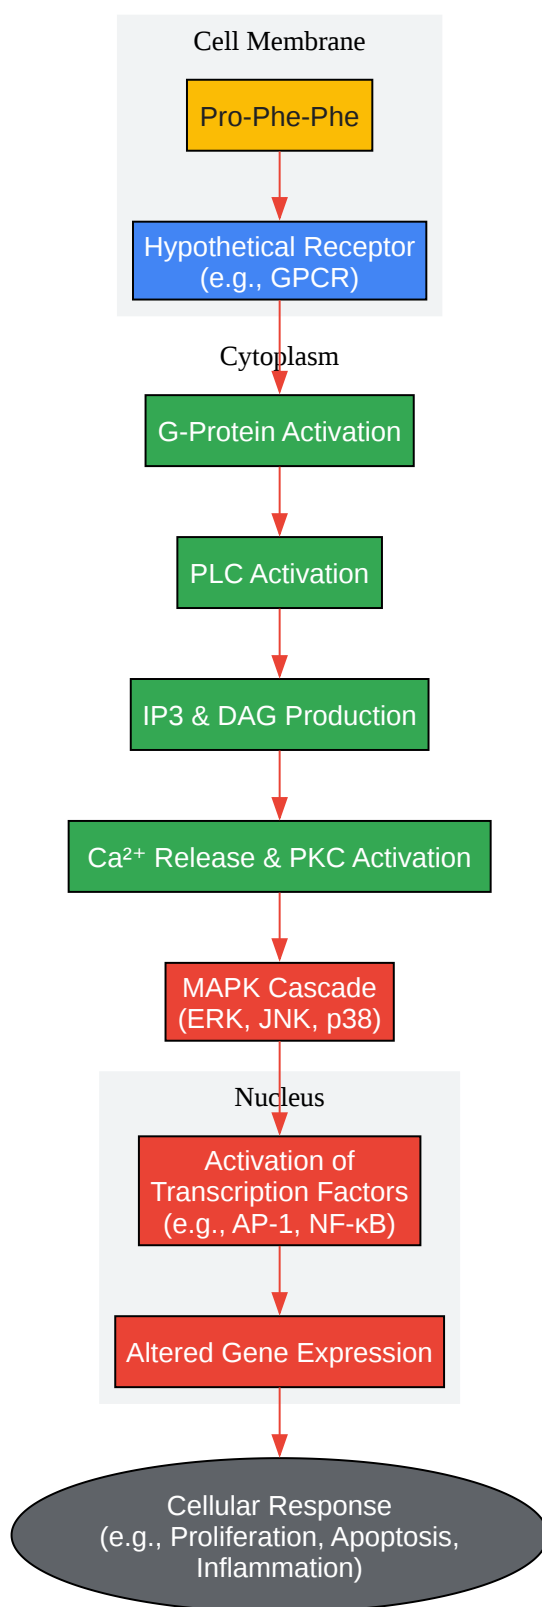 Cell Membrane
Pro-Phe-Phe
Hypothetical Receptor
(e.g., GPCR)
Cytoplasm
G-Protein Activation
PLC Activation
IP3 & DAG Production
Ca²⁺ Release & PKC Activation
MAPK Cascade
(ERK, JNK, p38)
Nucleus
Activation of
Transcription Factors
(e.g., AP-1, NF-κB)
Altered Gene Expression
Cellular Response
(e.g., Proliferation, Apoptosis,
Inflammation)